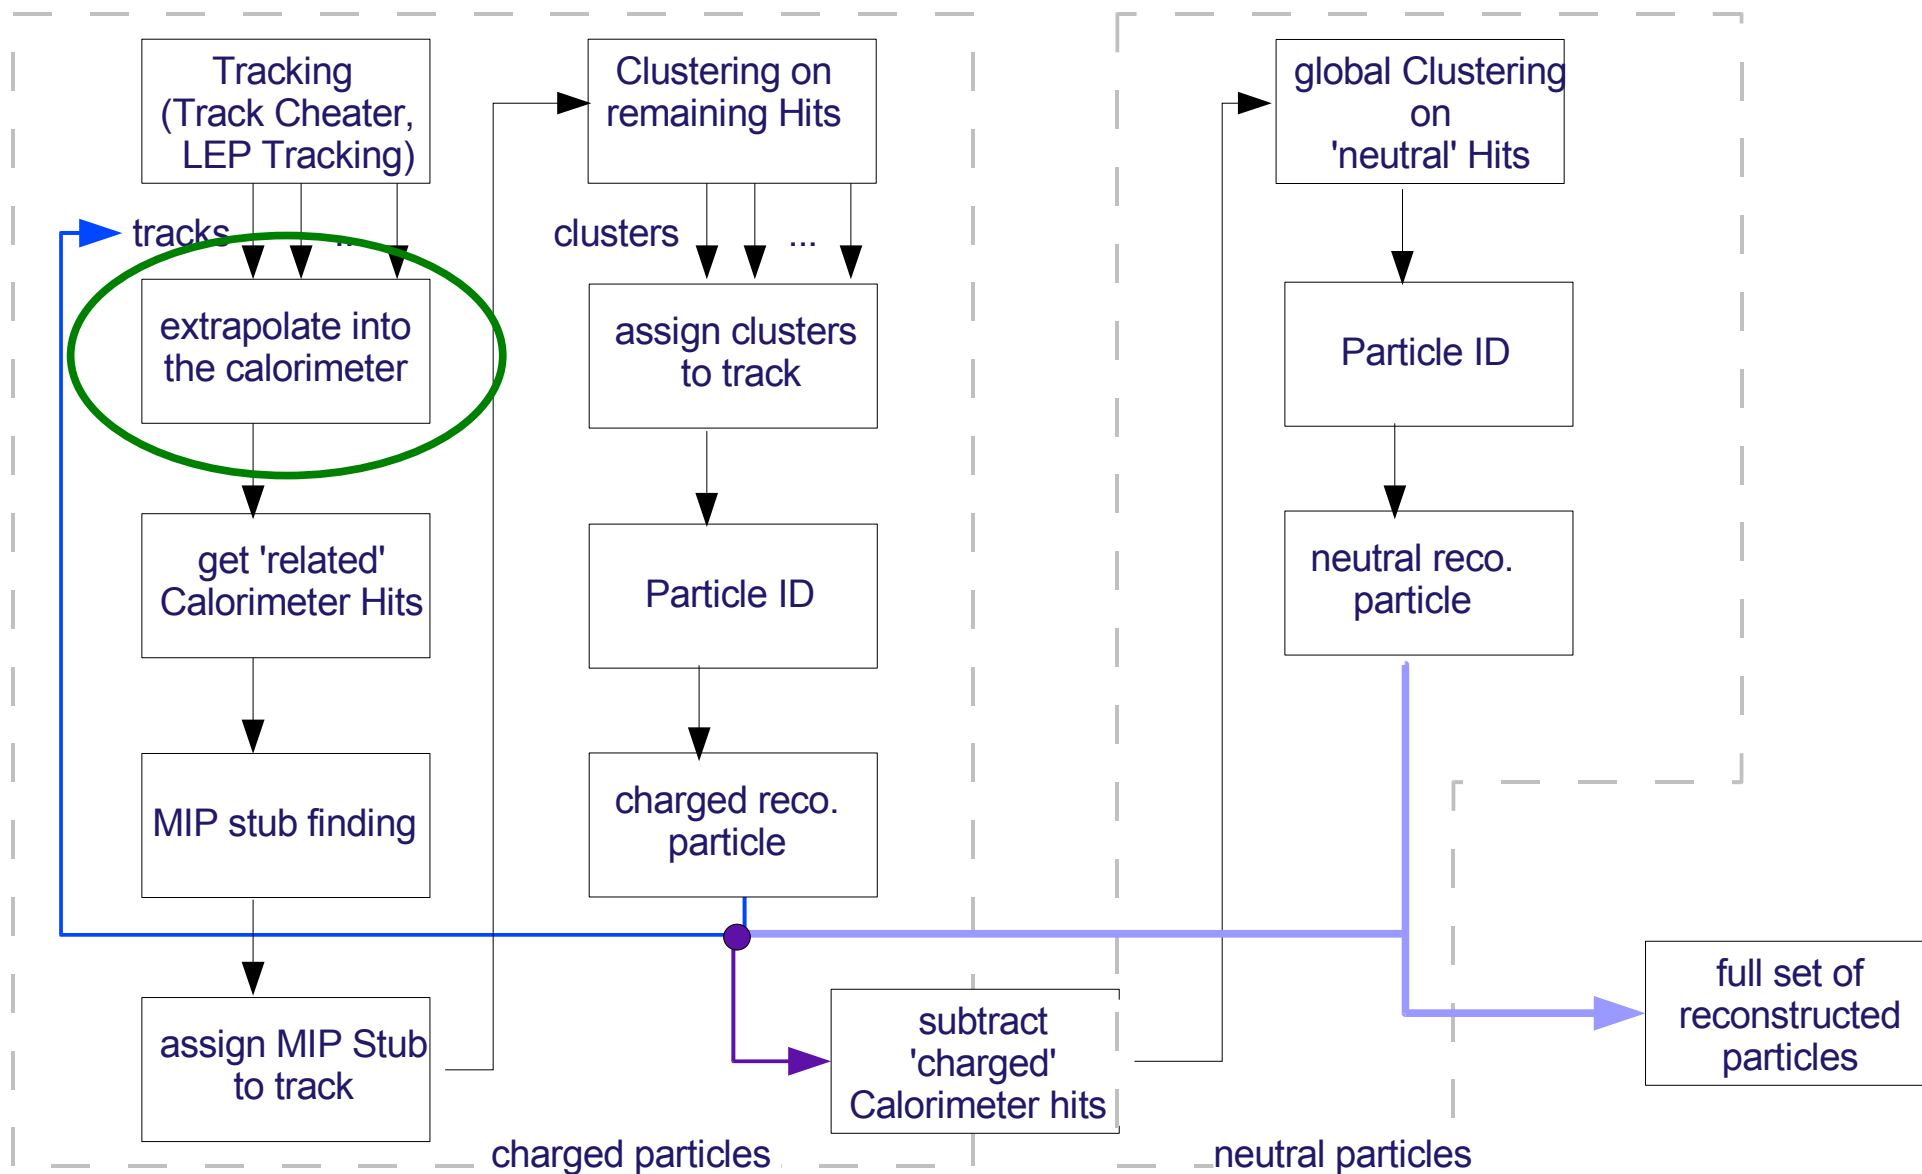 Tracking
(Track Cheater,
LEP Tracking)
tracks
...
extrapolate into
the calorimeter
get 'related'
Calorimeter Hits
MIP stub finding
assign MIP Stub
to track
Clustering on
remaining Hits
clusters
...
assign clusters
to track
Particle ID
charged reco.
particle
subtract
'charged'
Calorimeter hits
charged particles
global Clustering
on
'neutral' Hits
Particle ID
neutral reco.
particle
neutral particles
full set of
reconstructed
particles